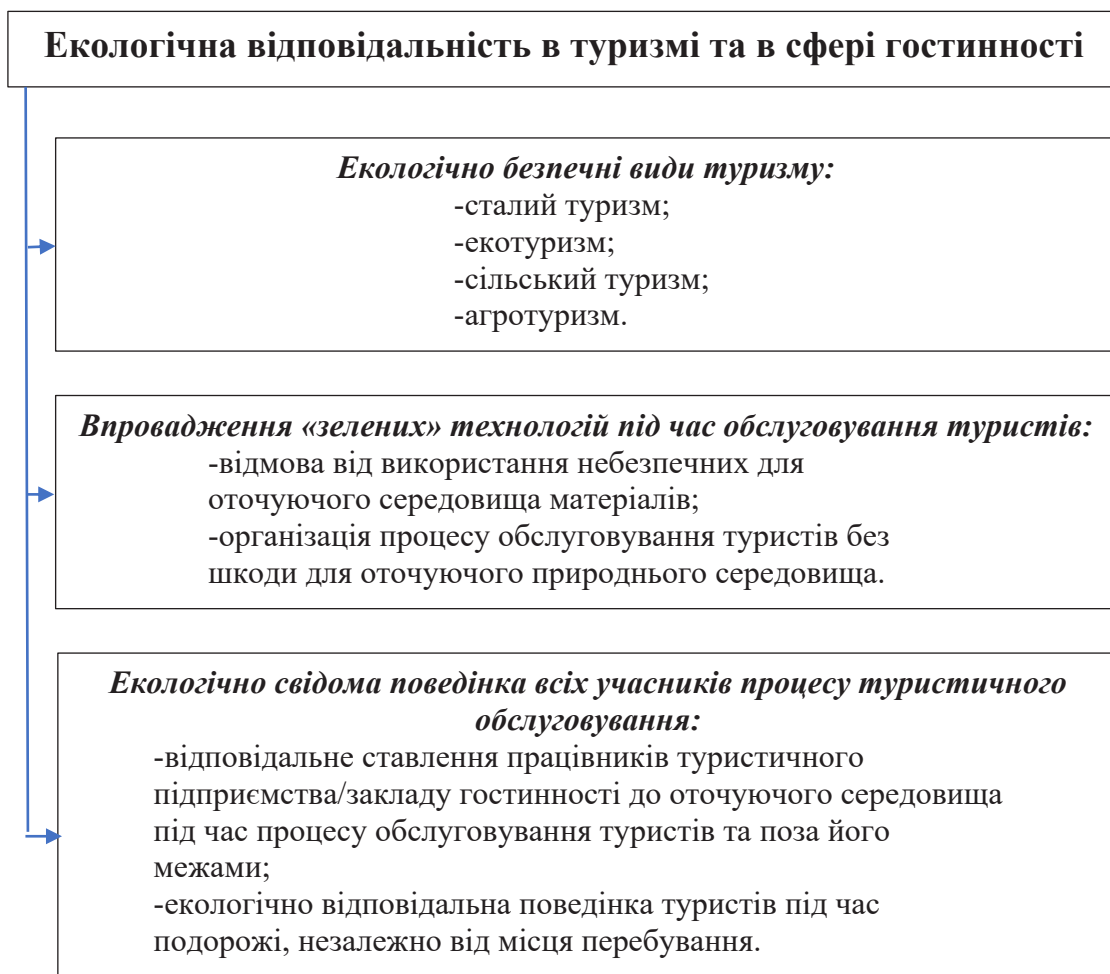 Екологічна відповідальність в туризмі та в сфері гостинності
Екологічно безпечні види туризму:
-сталий туризм;
-екотуризм;
-сільський туризм;
-агротуризм.
Впровадження «зелених» технологій під час обслуговування туристів:
-відмова від використання небезпечних для
оточуючого середовища матеріалів;
-організація процесу обслуговування туристів без
шкоди для оточуючого природнього середовища.
Екологічно свідома поведінка всіх учасників процесу туристичного
обслуговування:
-відповідальне ставлення працівників туристичного
підприємства/закладу гостинності до оточуючого середовища
під час процесу обслуговування туристів та поза його
межами;
-екологічно відповідальна поведінка туристів під час
подорожі, незалежно від місця перебування.